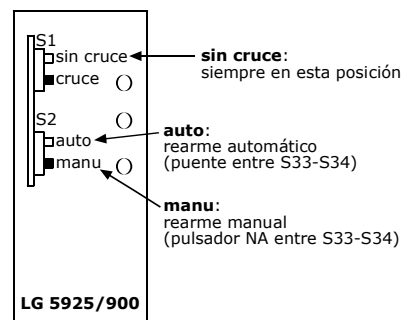 S1
sin cruce
cruce
S2
auto
manu
LG 5925/900
sin cruce:
siempre en esta posición
auto:
rearme automático
(puente entre S33-S34)
manu:
rearme manual
(pulsador NA entre S33-S34)